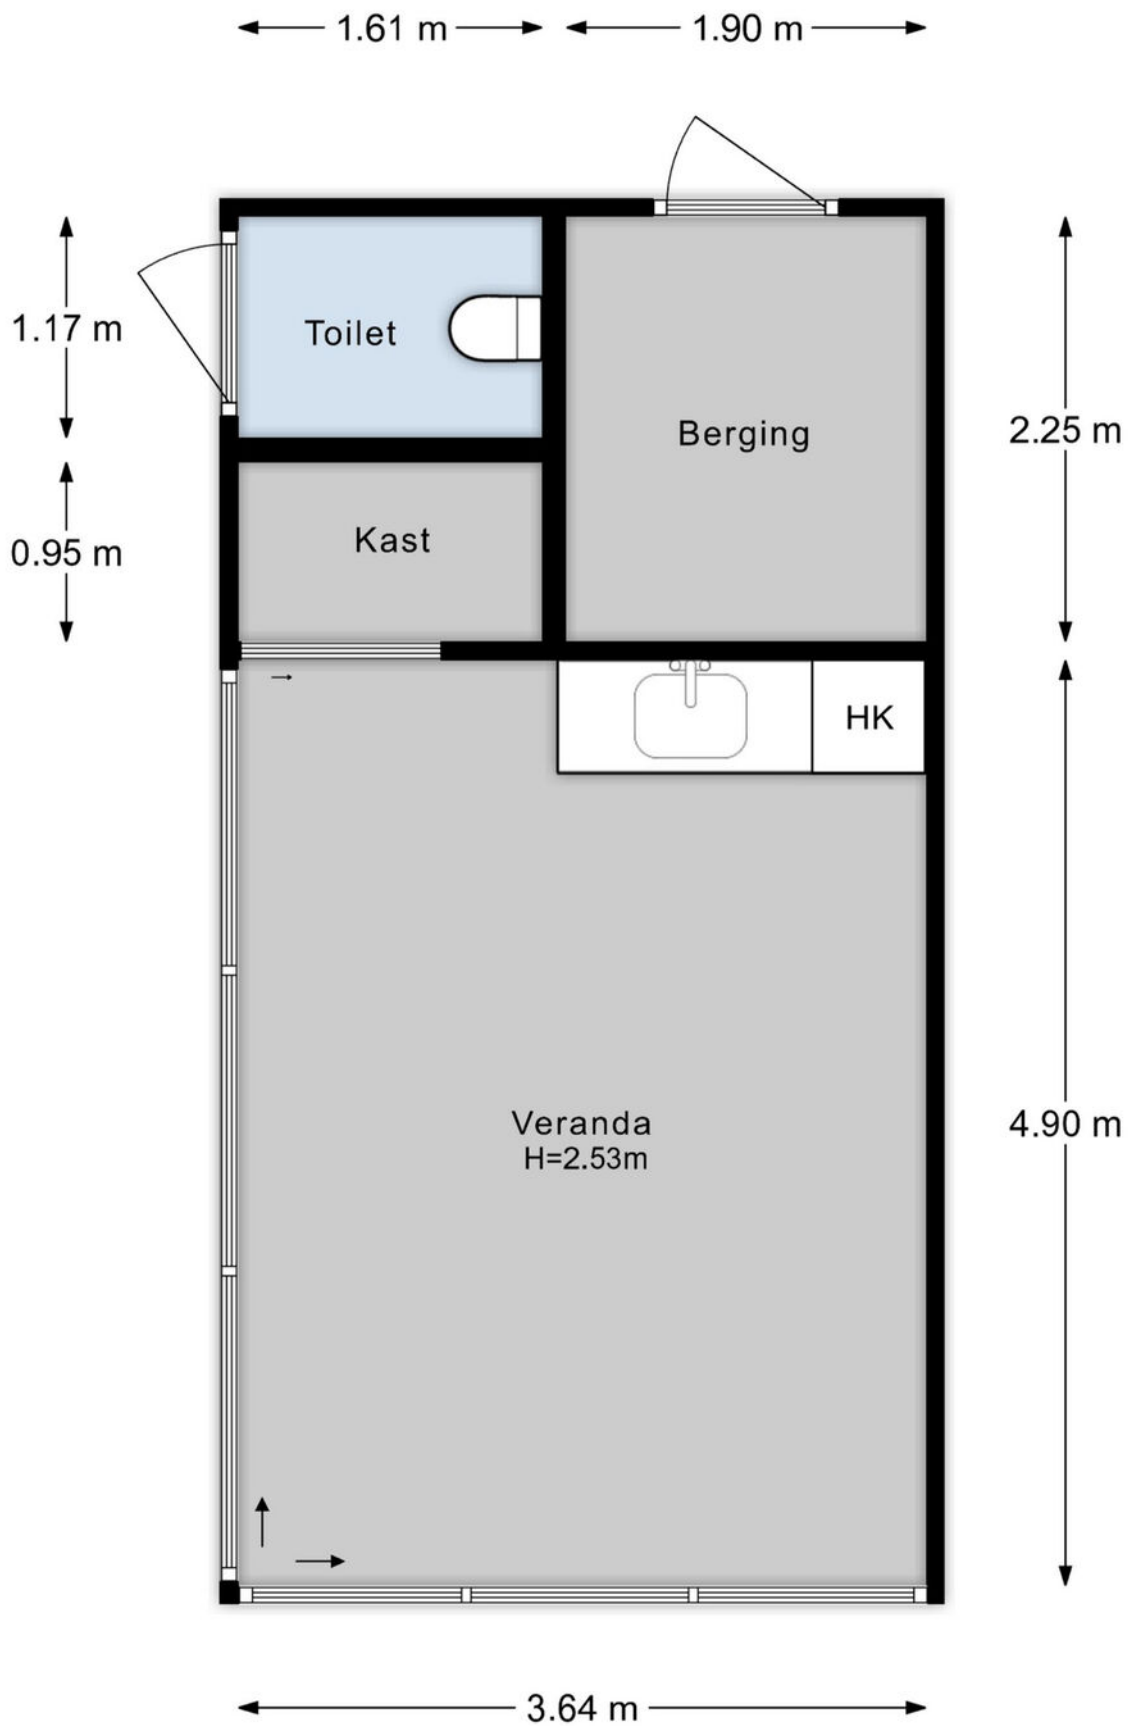 1.61 m
1.90 m
1.17 m
Toilet
Berging
2.25 m
0.95 m
Kast
HK
Veranda
H=2.53m
4.90 m
3.64 m